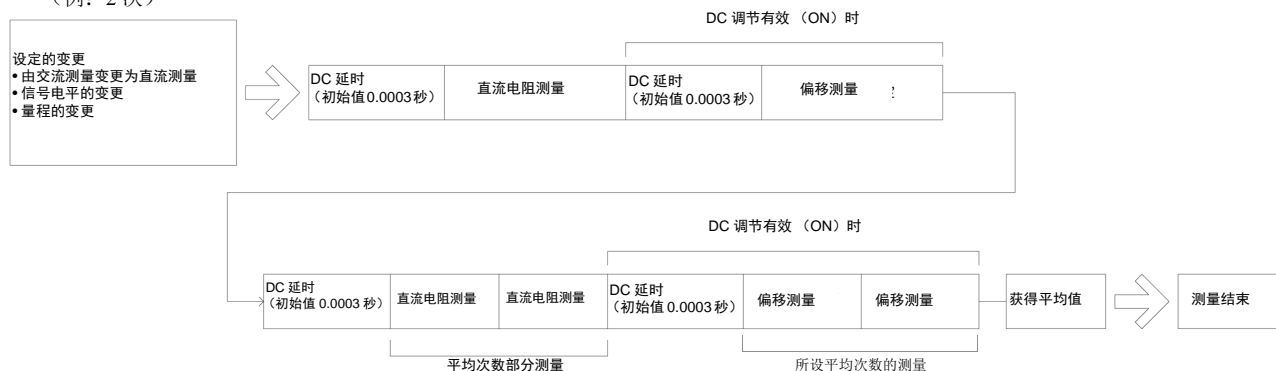 （例：2 次）
DC 调节有效 （ON）时
设定的变更
• 由交流测量变更为直流测量
• 信号电平的变更
• 量程的变更
DC 延时
（初始值 0.0003 秒）
直流电阻测量
DC 延时
（初始值 0.0003 秒）
偏移测量
DC 调节有效 （ON）时
DC 延时
（初始值 0.0003 秒）
直流电阻测量
直流电阻测量
DC 延时
（初始值 0.0003 秒）
偏移测量
偏移测量
获得平均值
测量结束
平均次数部分测量
所设平均次数的测量